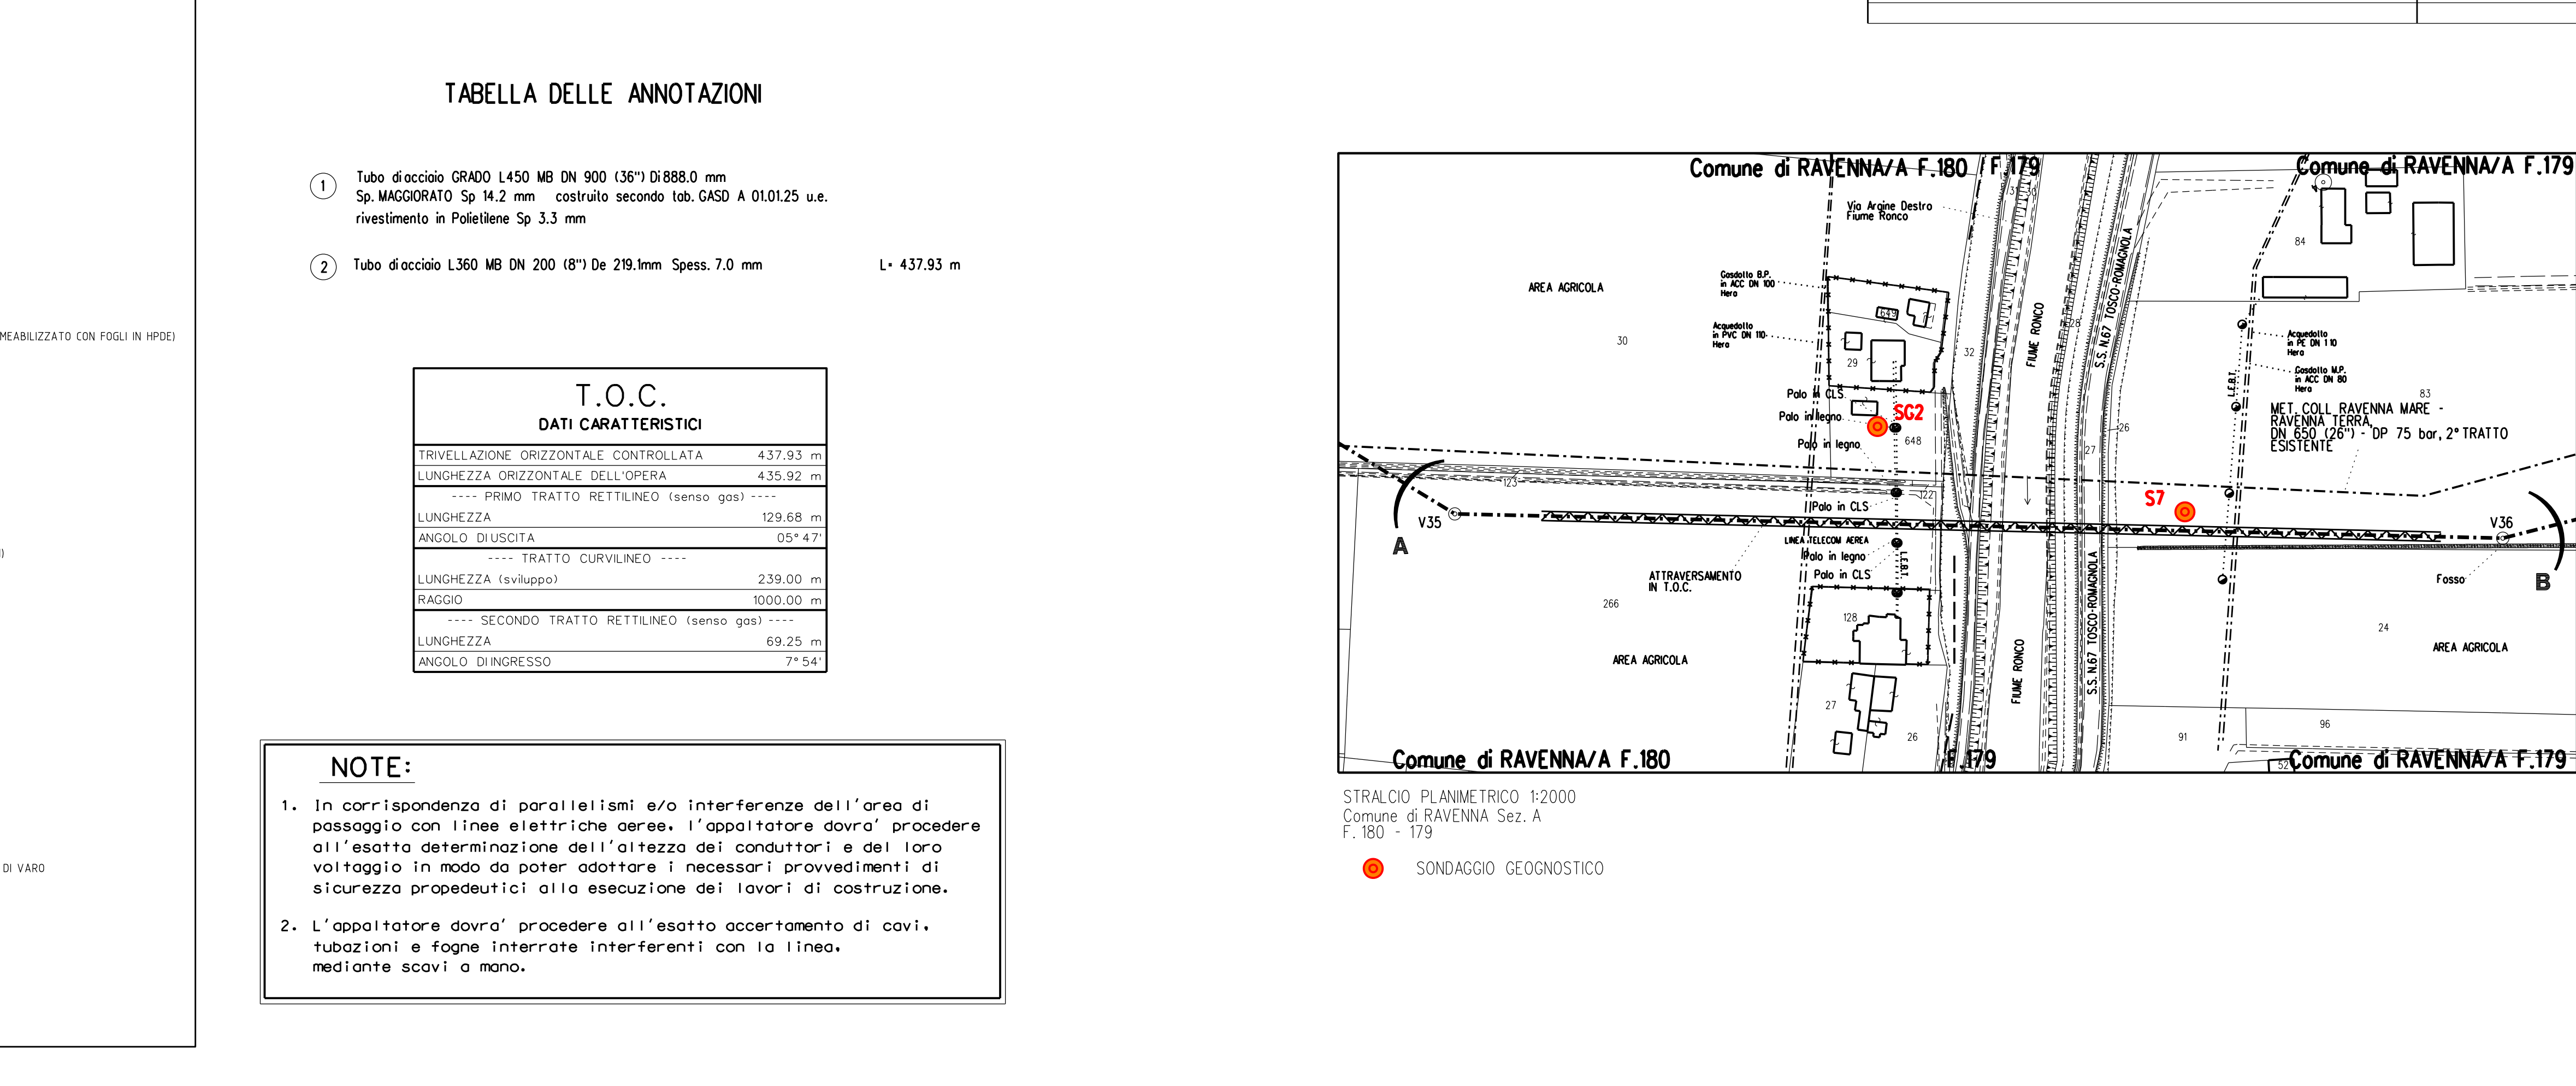 MEABILIZZATO CON FOGLI IN HPDE)
DI VARO
TABELLA DELLE ANNOTAZIONI
1
Tubo di acciaio GRADO L450 MB DN 900 (36") Di 888.0 mm
Sp. MAGGIORATO Sp 14.2 mm costruito secondo tab. GASD A 01.01.25 u.e.
rivestimento in Polietilene Sp 3.3 mm
2
Tubo di acciaio L360 MB DN 200 (8") De 219.1mm Spess. 7.0 mm L= 437.93 m
T.O.C.
DATI CARATTERISTICI
TRIVELLAZIONE ORIZZONTALE CONTROLLATA 437.93 m
LUNGHEZZA ORIZZONTALE DELL'OPERA 435.92 m
---- PRIMO TRATTO RETTILINEO (senso gas) ----
LUNGHEZZA 129.68 m
ANGOLO DI USCITA 05° 47'
---- TRATTO CURVILINEO ----
LUNGHEZZA (sviluppo) 239.00 m
RAGGIO 1000.00 m
---- SECONDO TRATTO RETTILINEO (senso gas) ----
LUNGHEZZA 69.25 m
ANGOLO DI INGRESSO 7° 54'
NOTE:
1. In corrispondenza di parallelismi e/o interferenze dell'area di
passaggio con linee elettriche aeree, l'appaltatore dovra' procedere
all'esatta determinazione dell'altezza dei conduttori e del loro
voltaggio in modo da poter adottare i necessari provvedimenti di
sicurezza propedeutici alla esecuzione dei lavori di costruzione.
2. L'appaltatore dovra' procedere all'esatto accertamento di cavi,
tubazioni e fogne interrate interferenti con la linea,
mediante scavi a mano.
Comune di RAVENNA/A F.180 / F.179
Comune di RAVENNA/A F.179
Via Argine Destro
Fiume Ronco
AREA AGRICOLA
30
Gasdotto B.P.
in ACC DN 100
Hera
Acquedotto
in PVC DN 110
Hera
649
29
32
31
30
28
FIUME RONCO
S.S. N.67 TOSCO-ROMAGNOLA
84
Acquedotto
in PE DN 110
Hera
Gasdotto M.P.
in ACC DN 80
Hera
L.E.B.T.
83
Palo in CLS
Palo in legno
SG2
Palo in legno
648
26
27
MET. COLL. RAVENNA MARE -
RAVENNA TERRA,
DN 650 (26") - DP 75 bar, 2° TRATTO
ESISTENTE
123
122
Palo in CLS
S7
V35
A
V36
B
LINEA TELECOM AEREA
Palo in legno
Palo in CLS
L.E.B.T.
ATTRAVERSAMENTO
IN T.O.C.
Fosso
266
128
24
AREA AGRICOLA
AREA AGRICOLA
FIUME RONCO
S.S. N.67 TOSCO-ROMAGNOLA
27
26
91
96
52
Comune di RAVENNA/A F.180
F.179
Comune di RAVENNA/A F.179
STRALCIO PLANIMETRICO 1:2000
Comune di RAVENNA Sez. A
F. 180 - 179
SONDAGGIO GEOGNOSTICO